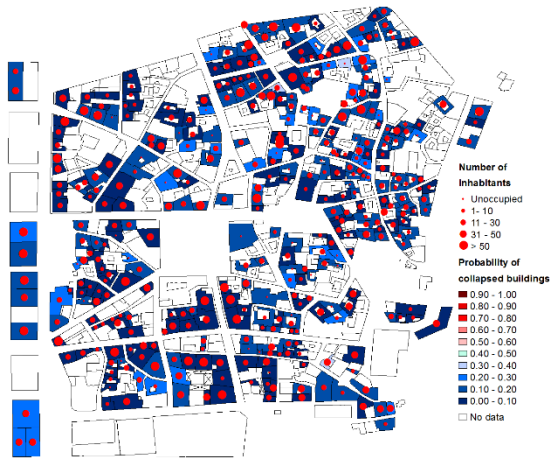 Number of
Inhabitants
Unoccupied
1- 10
11 - 30
31 - 50
> 50
Probability of
collapsed buildings
0.90 - 1.00
0.80 - 0.90
0.70 - 0.80
0.60 - 0.70
0.50 - 0.60
0.40 - 0.50
0.30 - 0.40
0.20 - 0.30
0.10 - 0.20
0.00 - 0.10
No data